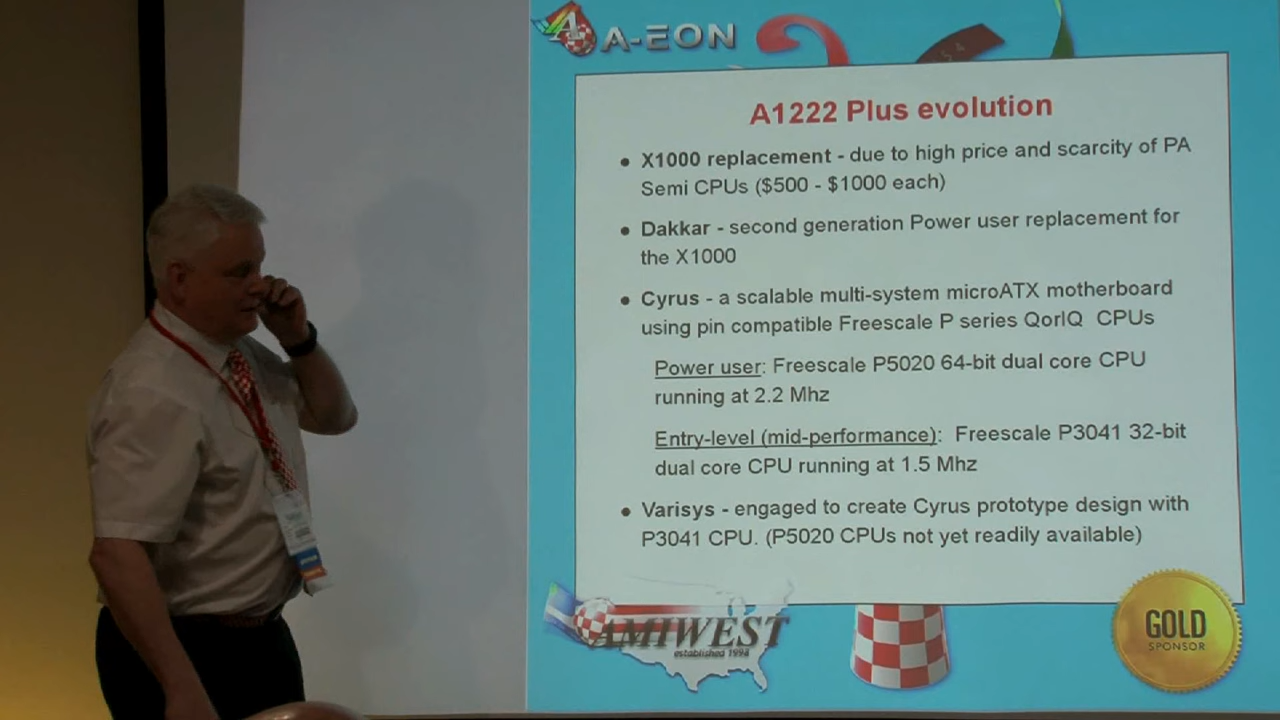 A-EON
A1222 Plus evolution
• X1000 replacement - due to high price and scarcity of PA
Semi CPUs ($500 - $1000 each)
• Dakkar - second generation Power user replacement for
the X1000
• Cyrus - a scalable multi-system microATX motherboard
using pin compatible Freescale P series QorIQ CPUs
Power user: Freescale P5020 64-bit dual core CPU
running at 2.2 Mhz
Entry-level (mid-performance): Freescale P3041 32-bit
dual core CPU running at 1.5 Mhz
• Varisys - engaged to create Cyrus prototype design with
P3041 CPU. (P5020 CPUs not yet readily available)
AMIWEST
established 1998
GOLD
SPONSOR